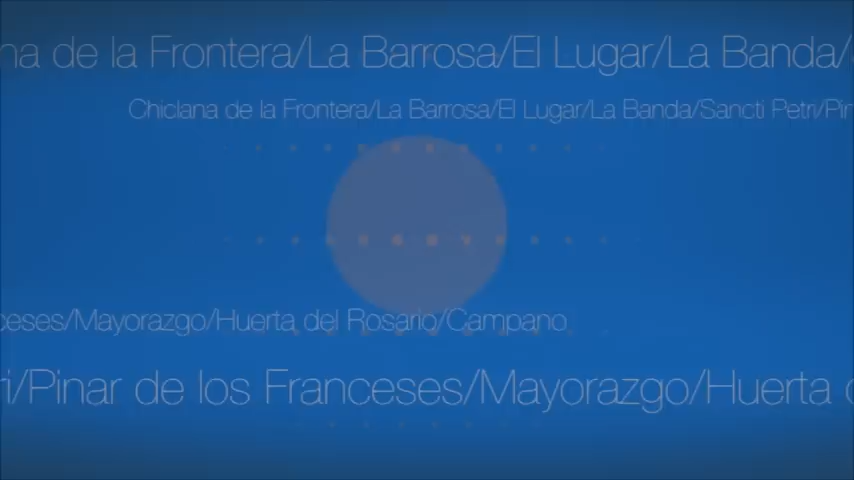 na de la Frontera/La Barrosa/El Lugar/La Banda/
Chiclana de la Frontera/La Barrosa/El Lugar/La Banda/Sancti Petri/Pin
ceses/Mayorazgo/Huerta del Rosario/Campano
ri/Pinar de los Franceses/Mayorazgo/Huerta d